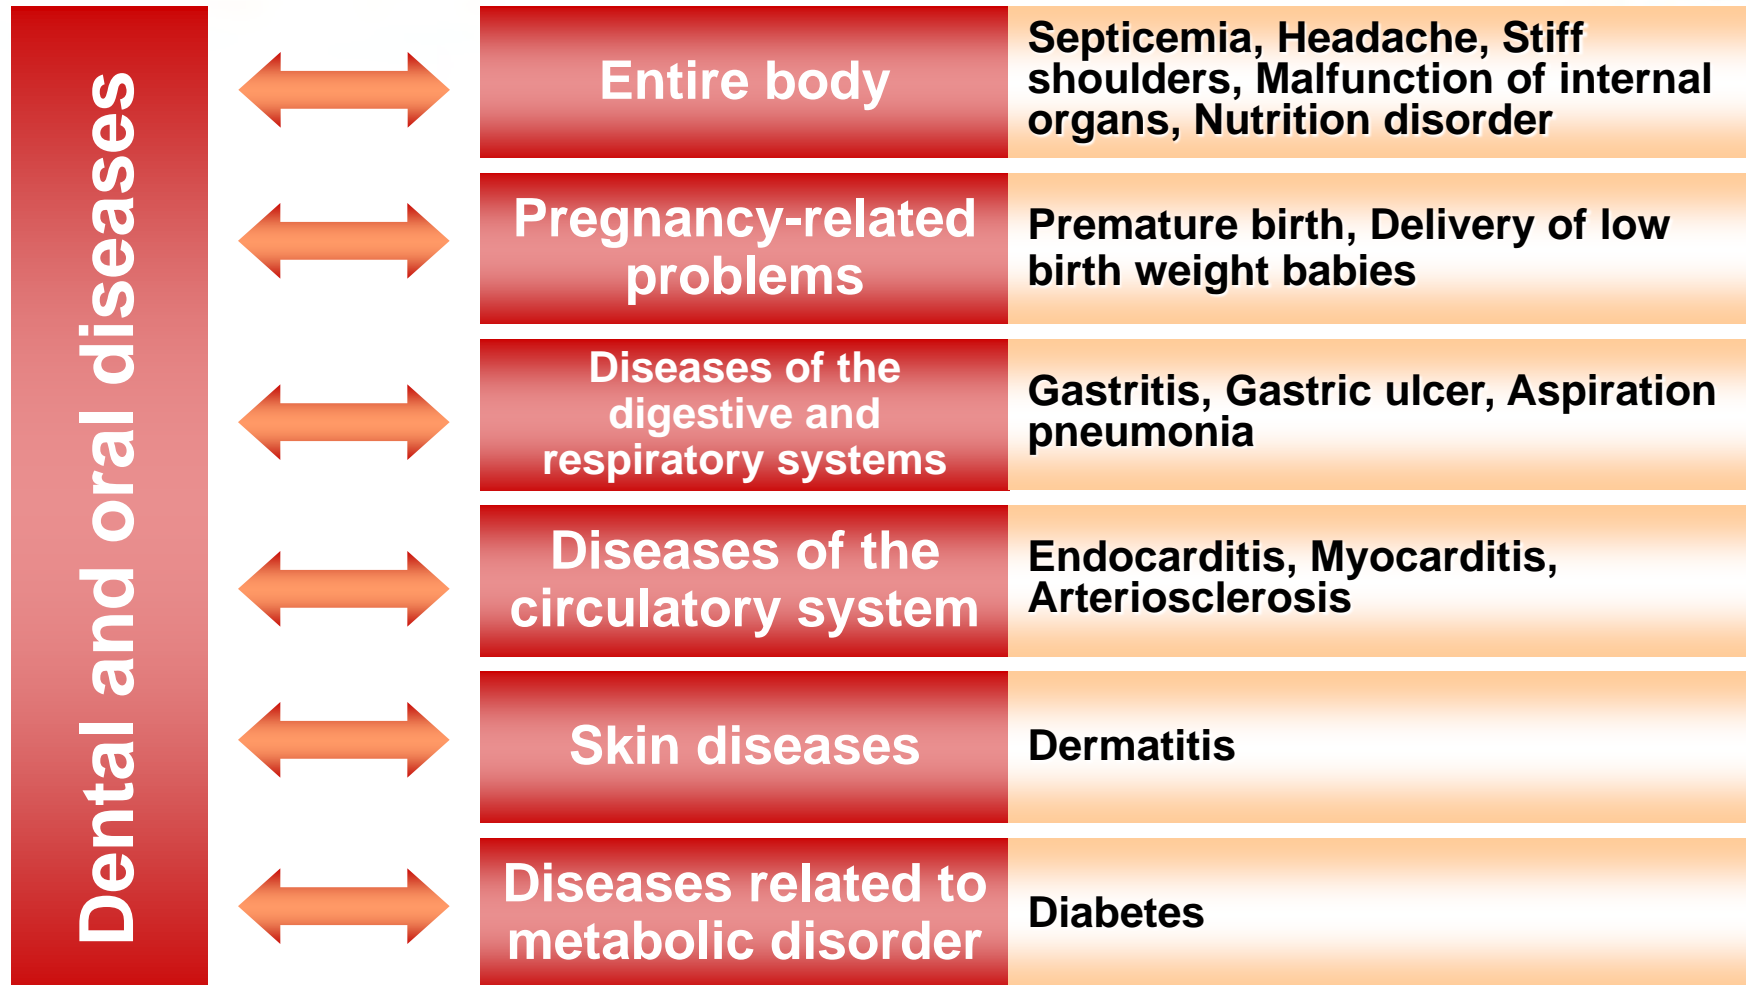 Dental and oral diseases
Entire body
Septicemia, Headache, Stiff
shoulders, Malfunction of internal
organs, Nutrition disorder
Pregnancy-related
problems
Premature birth, Delivery of low
birth weight babies
Diseases of the
digestive and
respiratory systems
Gastritis, Gastric ulcer, Aspiration
pneumonia
Diseases of the
circulatory system
Endocarditis, Myocarditis,
Arteriosclerosis
Skin diseases
Dermatitis
Diseases related to
metabolic disorder
Diabetes